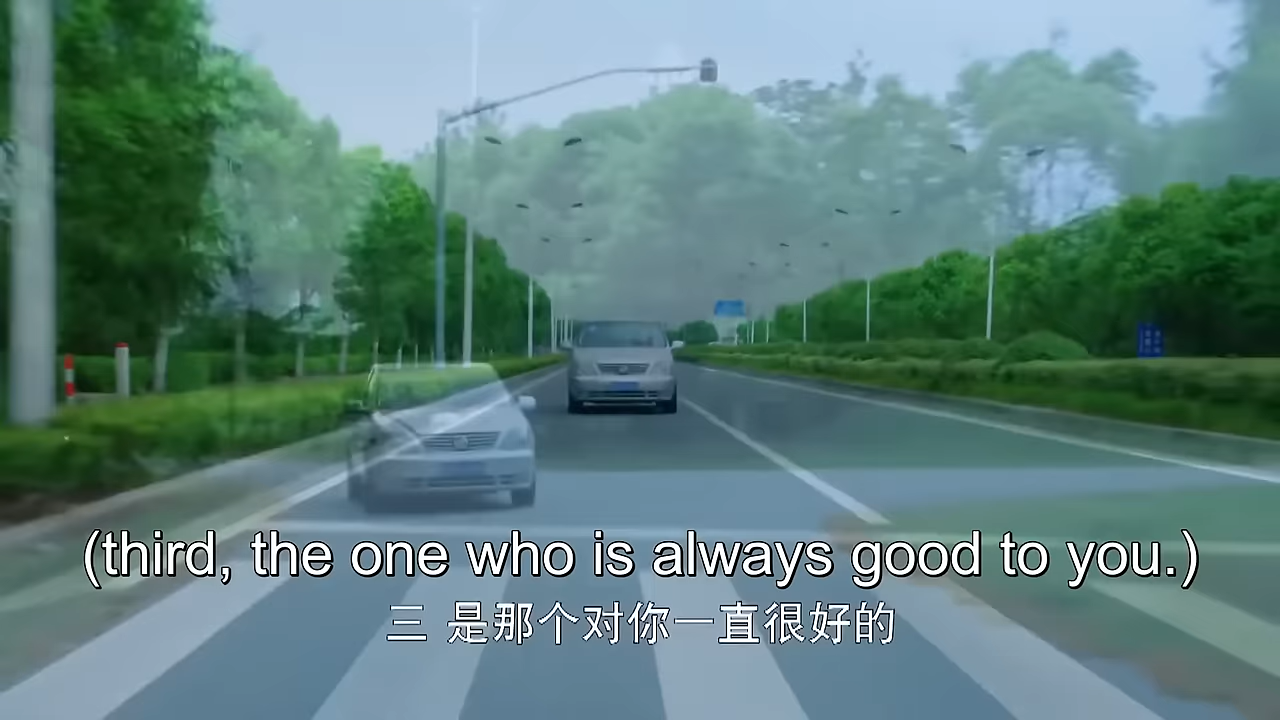 (third, the one who is always good to you.)
三 是那个对你一直很好的